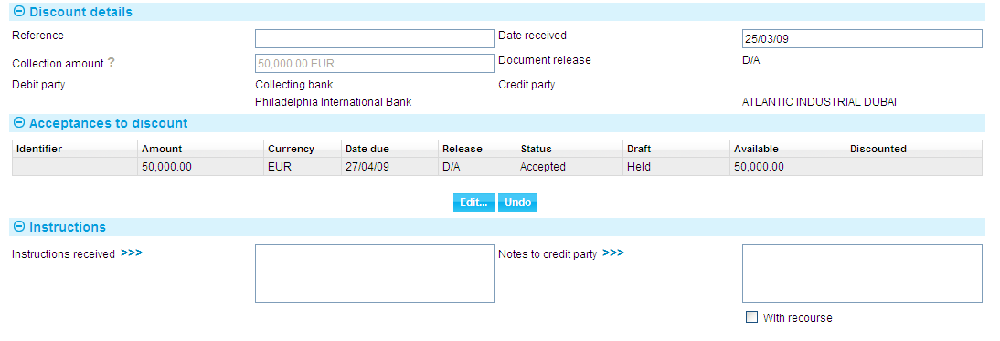 Discount details
Reference Date received 25/03/09
Collection amount ? 50,000.00 EUR Document release D/A
Debit party Collecting bank Credit party
Philadelphia International Bank ATLANTIC INDUSTRIAL DUBAI
Acceptances to discount
Identifier Amount Currency Date due Release Status Draft Available Discounted
50,000.00 EUR 27/04/09 D/A Accepted Held 50,000.00
Edit... Undo
Instructions
Instructions received >>> Notes to credit party >>>
With recourse